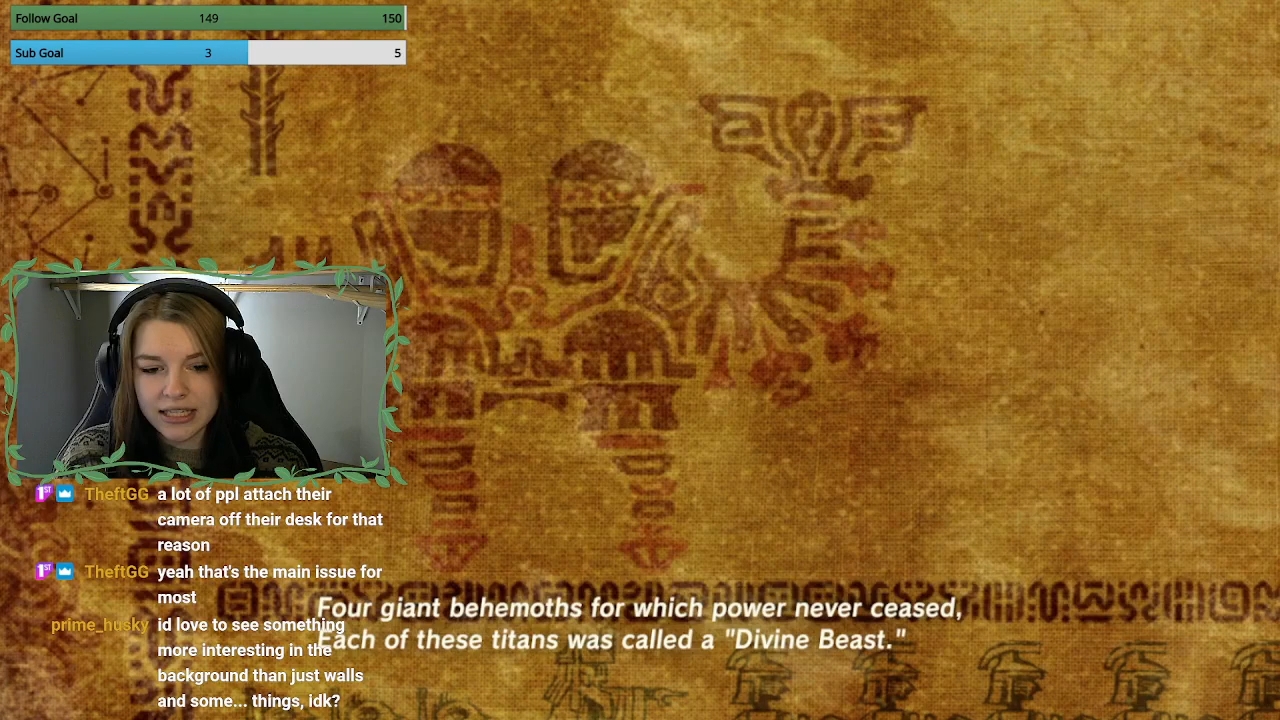 Follow Goal 149 150
Sub Goal 3 5
1ST TheftGG a lot of ppl attach their
camera off their desk for that
reason
1ST TheftGG yeah that's the main issue for
most
prime_husky id love to see something
more interesting in the
background than just walls
and some... things, idk?
Four giant behemoths for which power never ceased,
Each of these titans was called a "Divine Beast."